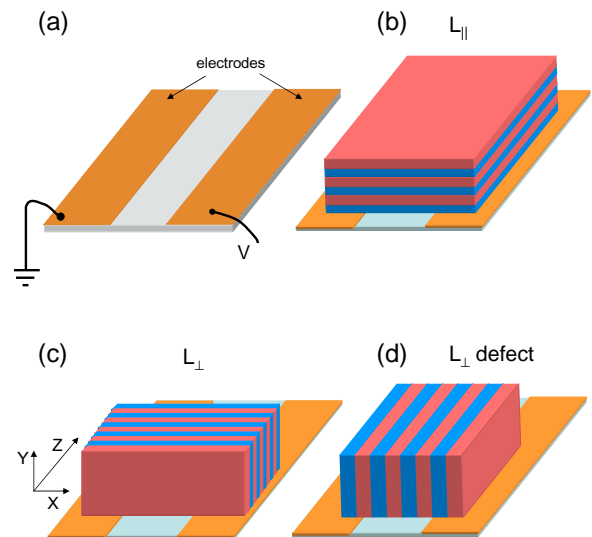 (a)
electrodes
V
(b)
L||
(c)
L⊥
Y
Z
X
(d)
L⊥ defect